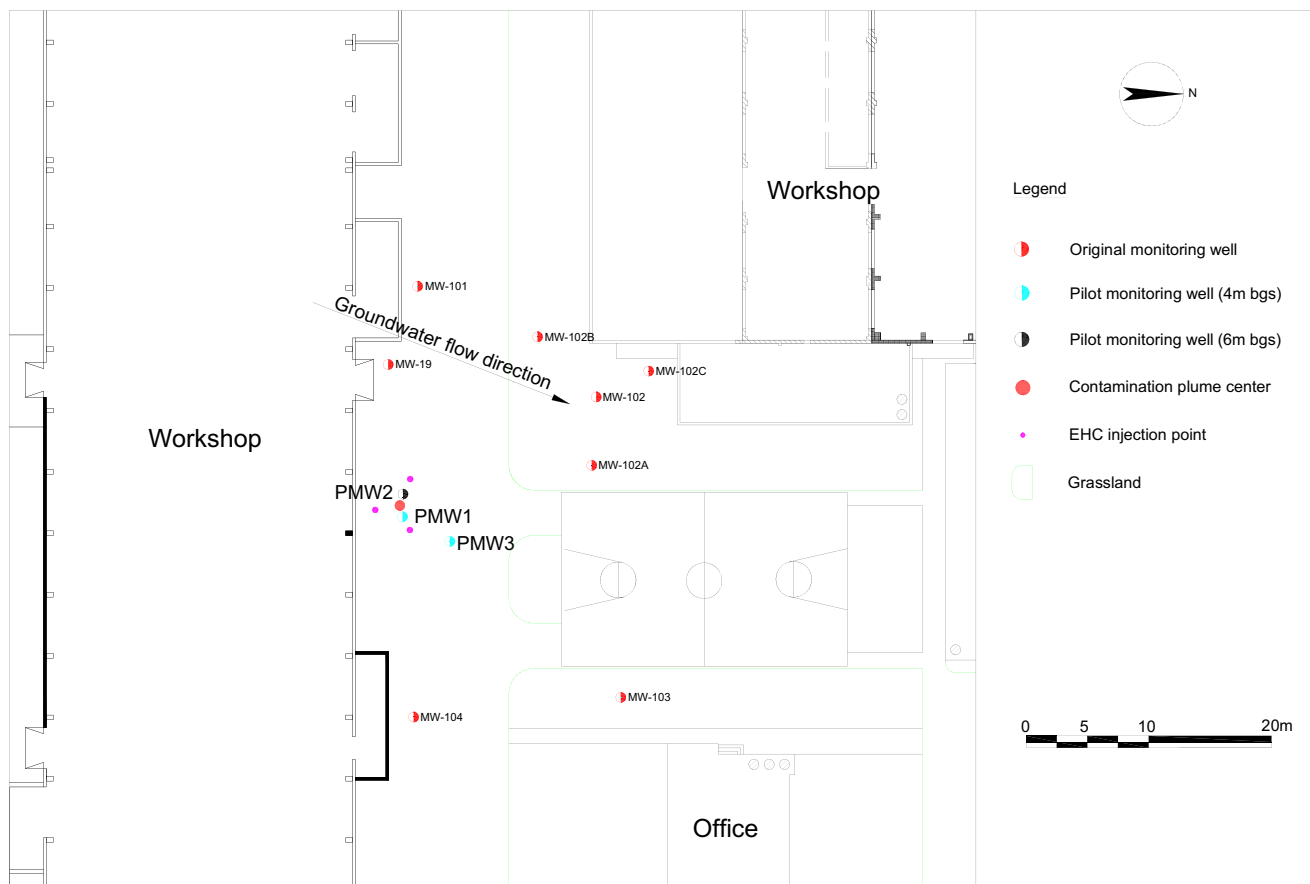 N
Workshop
Legend
Original monitoring well
MW-101
Pilot monitoring well (4m bgs)
Groundwater flow direction
MW-102B
Pilot monitoring well (6m bgs)
MW-19
MW-102C
Contamination plume center
MW-102
Workshop
EHC injection point
MW-102A
Grassland
PMW2
PMW1
PMW3
MW-103
MW-104
0 5 10 20m
Office